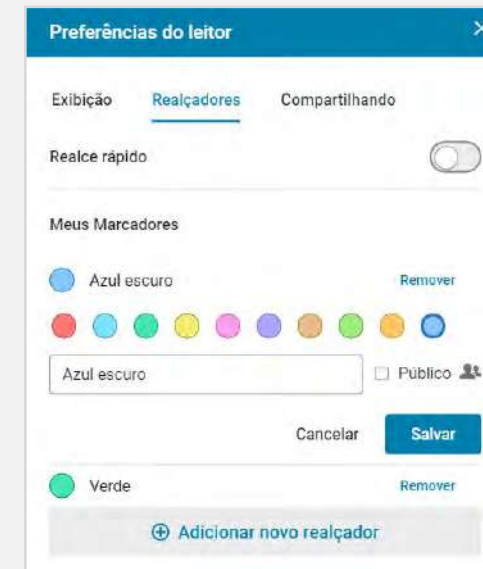 Preferências do leitor
Exibição Realçadores Compartilhando
Realce rápido
Meus Marcadores
Azul escuro Remover
Azul escuro Público
Cancelar Salvar
Verde Remover
Adicionar novo realçador